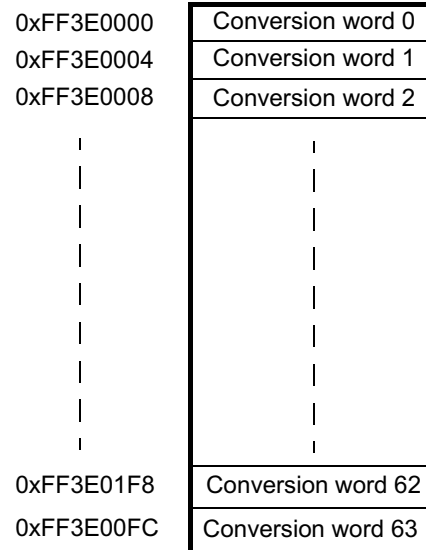 0xFF3E0000 Conversion word 0
0xFF3E0004 Conversion word 1
0xFF3E0008 Conversion word 2
0xFF3E01F8 Conversion word 62
0xFF3E00FC Conversion word 63